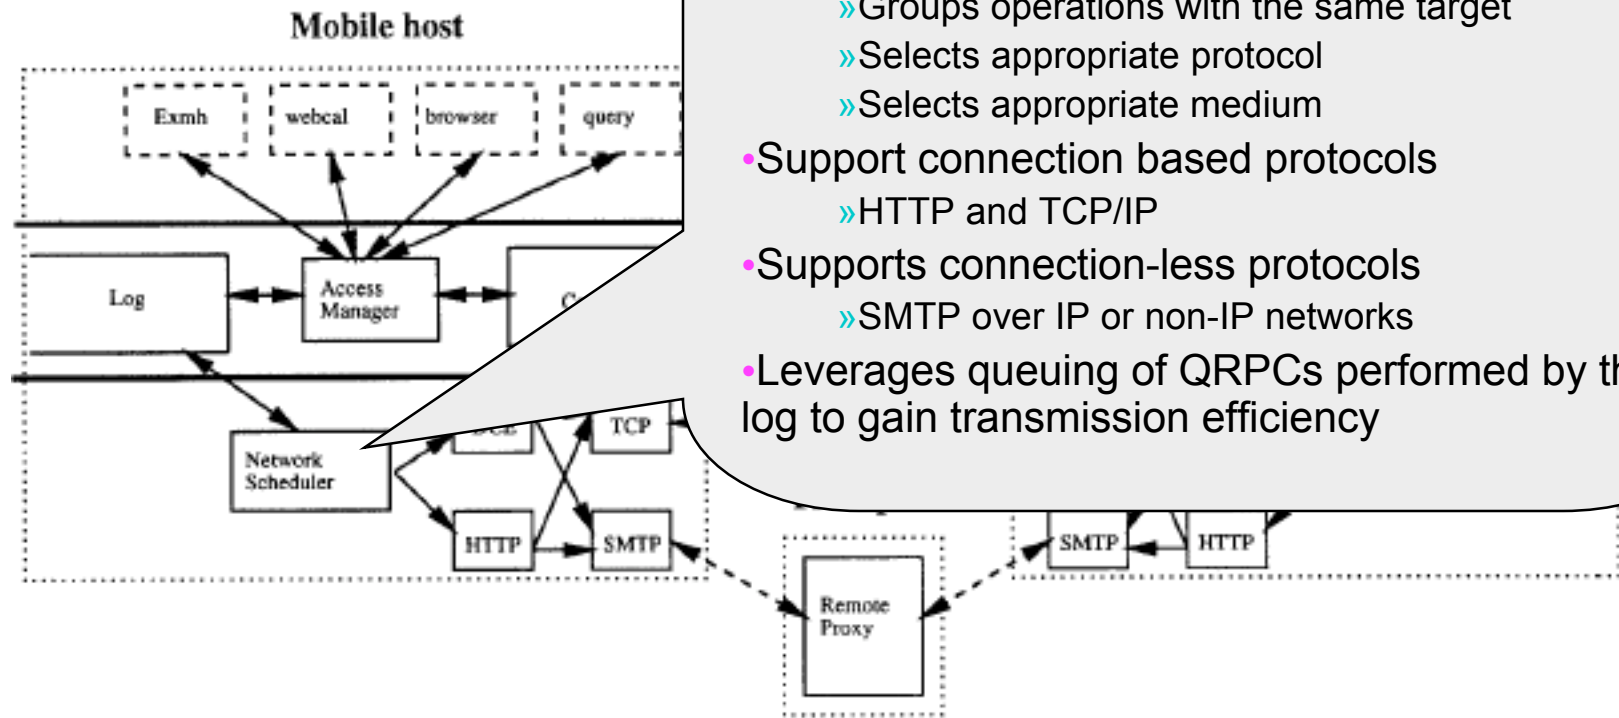 Mobile host
Exmh
webcal
browser
query
Log
Access
Manager
Network
Scheduler
TCP
HTTP
SMTP
SMTP
HTTP
Remote
Proxy
»Groups operations with the same target
»Selects appropriate protocol
»Selects appropriate medium
•Support connection based protocols
»HTTP and TCP/IP
•Supports connection-less protocols
»SMTP over IP or non-IP networks
•Leverages queuing of QRPCs performed by
log to gain transmission efficiency